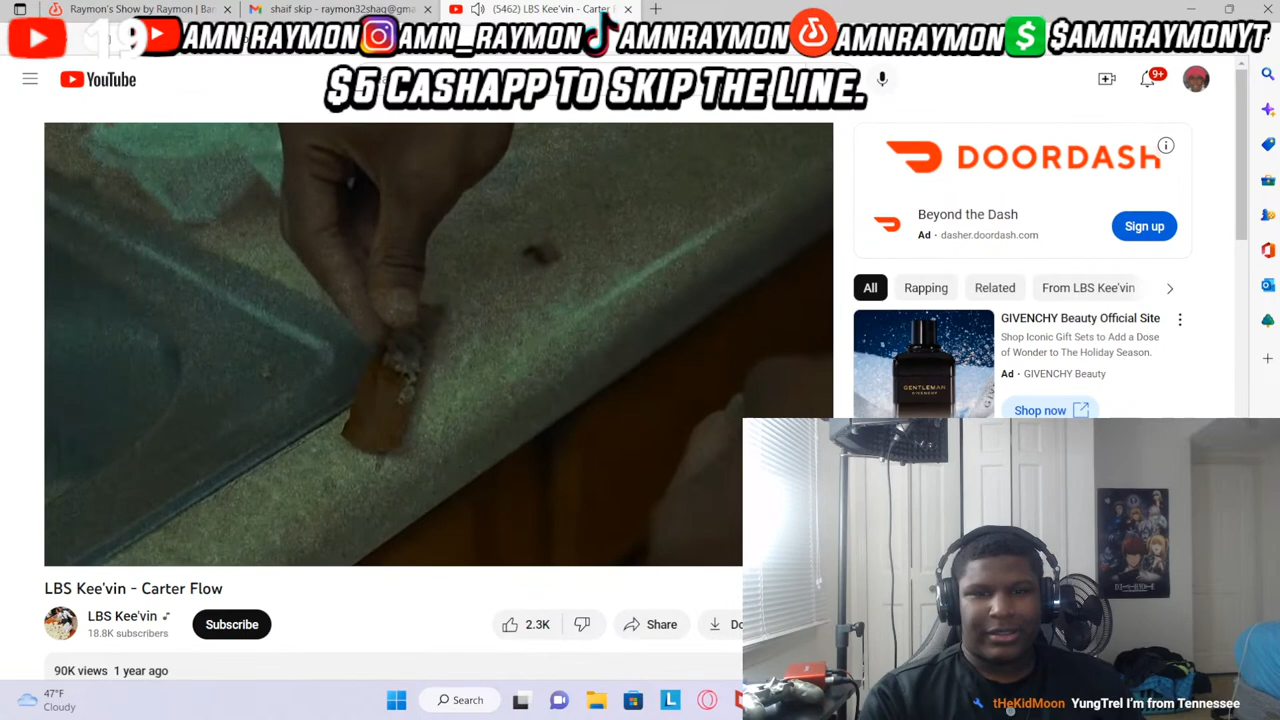 Raymon's Show by Raymon | Ba
shaif skip - raymon32shaq@gma
(5462) LBS Kee'vin - Carter F
19
AMN RAYMON AMN_RAYMON AMNRAYMON AMNRAYMON $AMNRAYMONYT
$5 CASHAPP TO SKIP THE LINE.
YouTube
9+
DOORDASH
Beyond the Dash
Ad · dasher.doordash.com
Sign up
All Rapping Related From LBS Kee'vin
GIVENCHY Beauty Official Site
Shop Iconic Gift Sets to Add a Dose
of Wonder to The Holiday Season.
Ad · GIVENCHY Beauty
Shop now
GENTLEMAN
GIVENCHY
LBS Kee'vin - Carter Flow
LBS Kee'vin
18.8K subscribers
Subscribe
2.3K
Share
Do
90K views 1 year ago
47°F
Cloudy
Search
tHeKidMoon YungTrel I'm from Tennessee